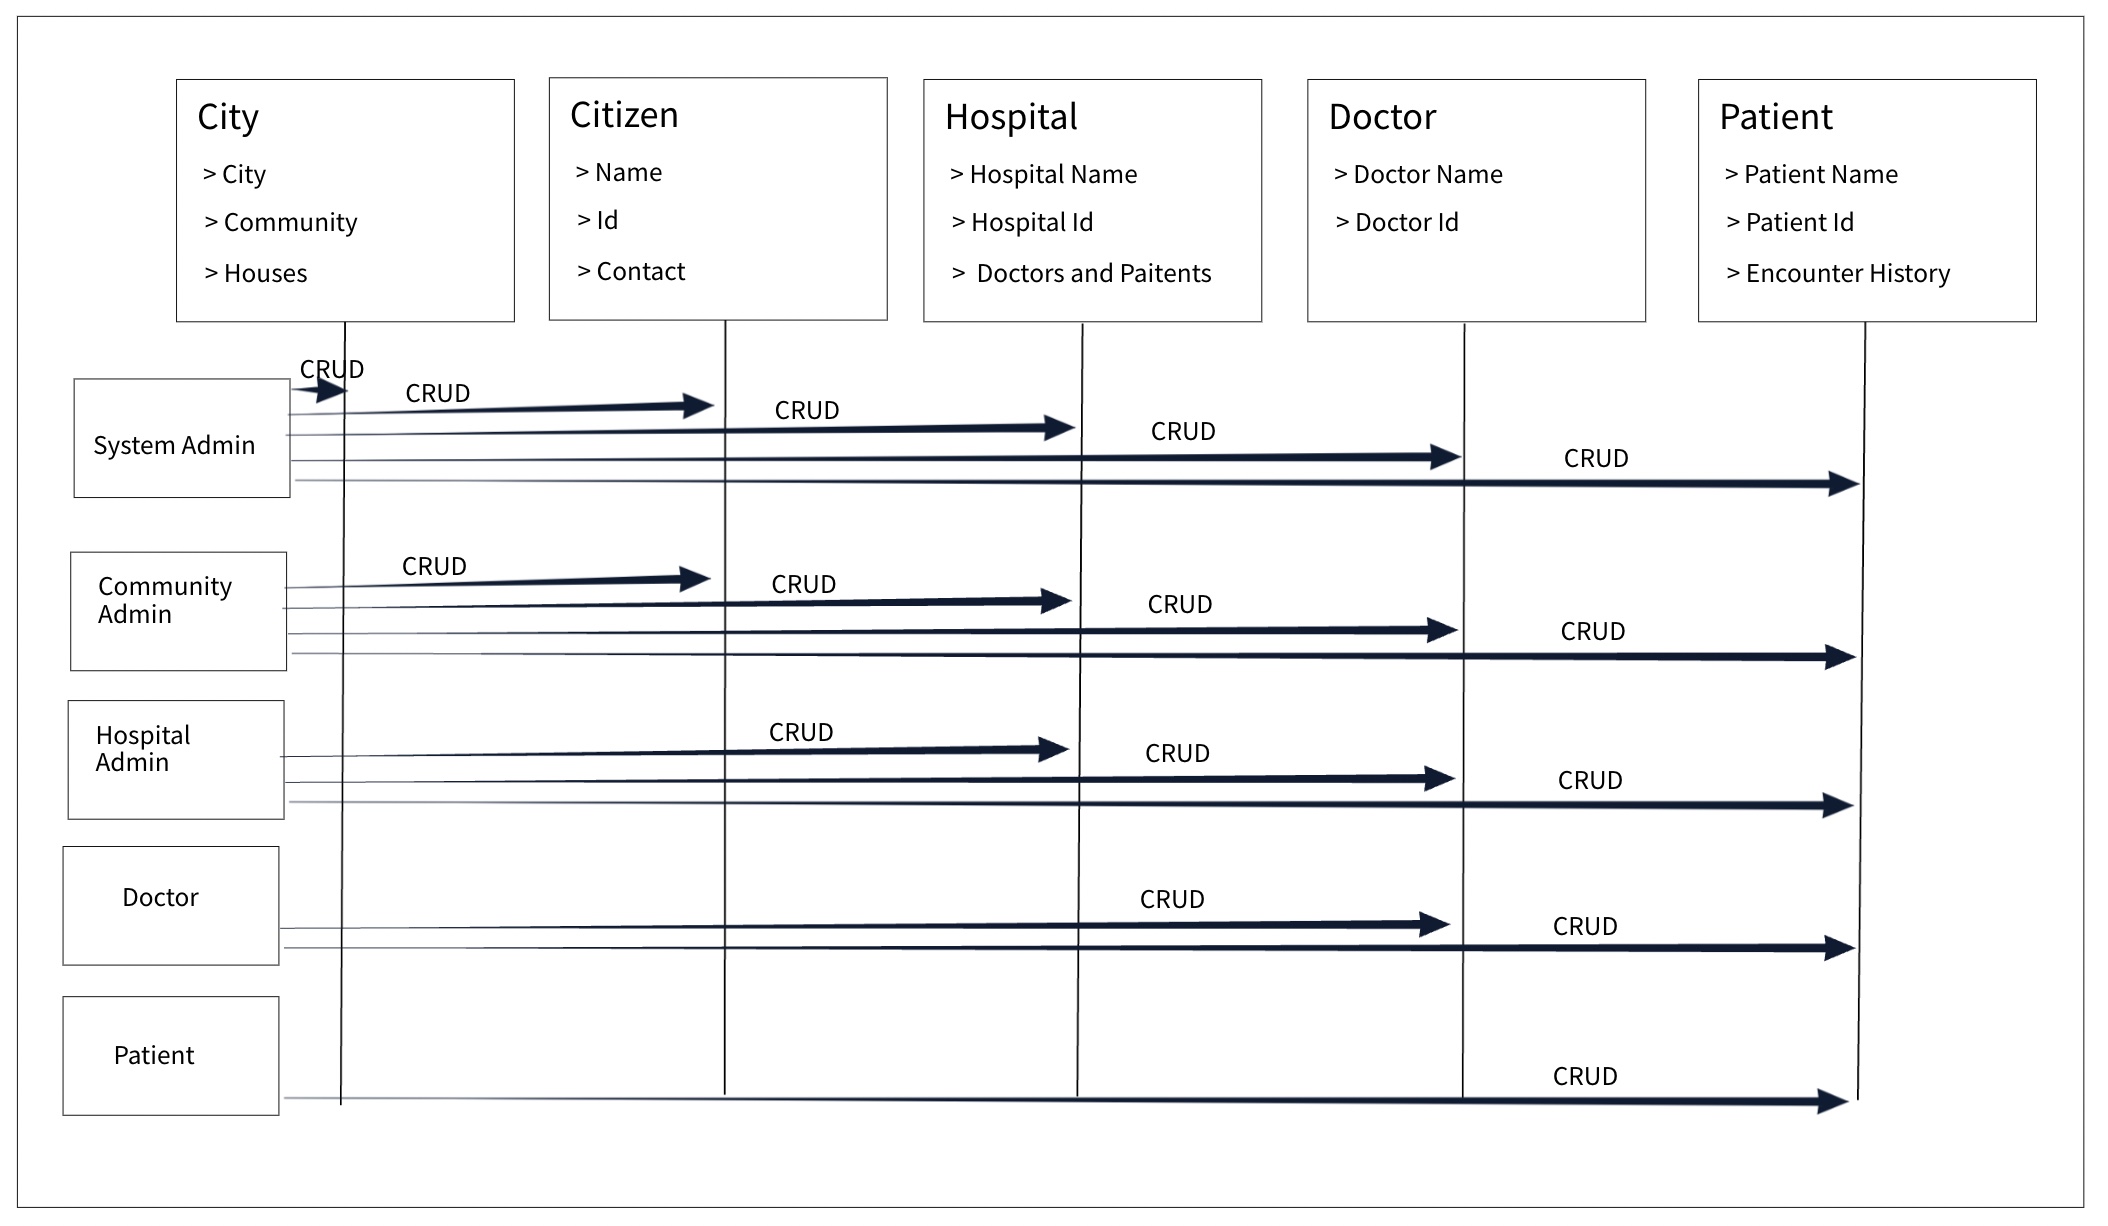 City
> City
> Community
> Houses
Citizen
> Name
> Id
> Contact
Hospital
> Hospital Name
> Hospital Id
> Doctors and Paitents
Doctor
> Doctor Name
> Doctor Id
Patient
> Patient Name
> Patient Id
> Encounter History
System Admin
CRUD
CRUD
CRUD
CRUD
CRUD
Community
Admin
CRUD
CRUD
CRUD
CRUD
Hospital
Admin
CRUD
CRUD
CRUD
Doctor
CRUD
CRUD
Patient
CRUD